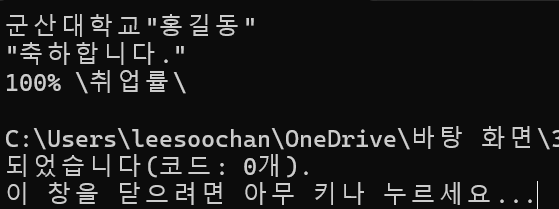 군산대학교"홍길동"
"축하합니다."
100% \취업률\
C:\Users\leesoochan\OneDrive\바탕 화면\3
되었습니다(코드: 0개).
이 창을 닫으려면 아무 키나 누르세요...